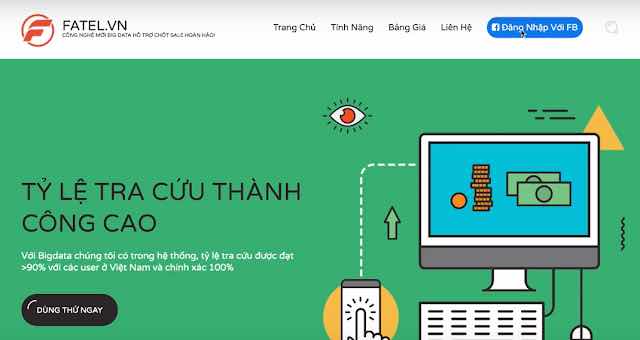 FATEL.VN
CÔNG NGHỆ MỚI BIG DATA HỖ TRỢ CHỐT SALE HOÀN HẢO!
Trang Chủ Tính Năng Bảng Giá Liên Hệ Đăng Nhập Với FB
TỶ LỆ TRA CỨU THÀNH
CÔNG CAO
Với Bigdata chúng tôi có trong hệ thống, tỷ lệ tra cứu được đạt
>90% với các user ở Việt Nam và chính xác 100%
DÙNG THỬ NGAY